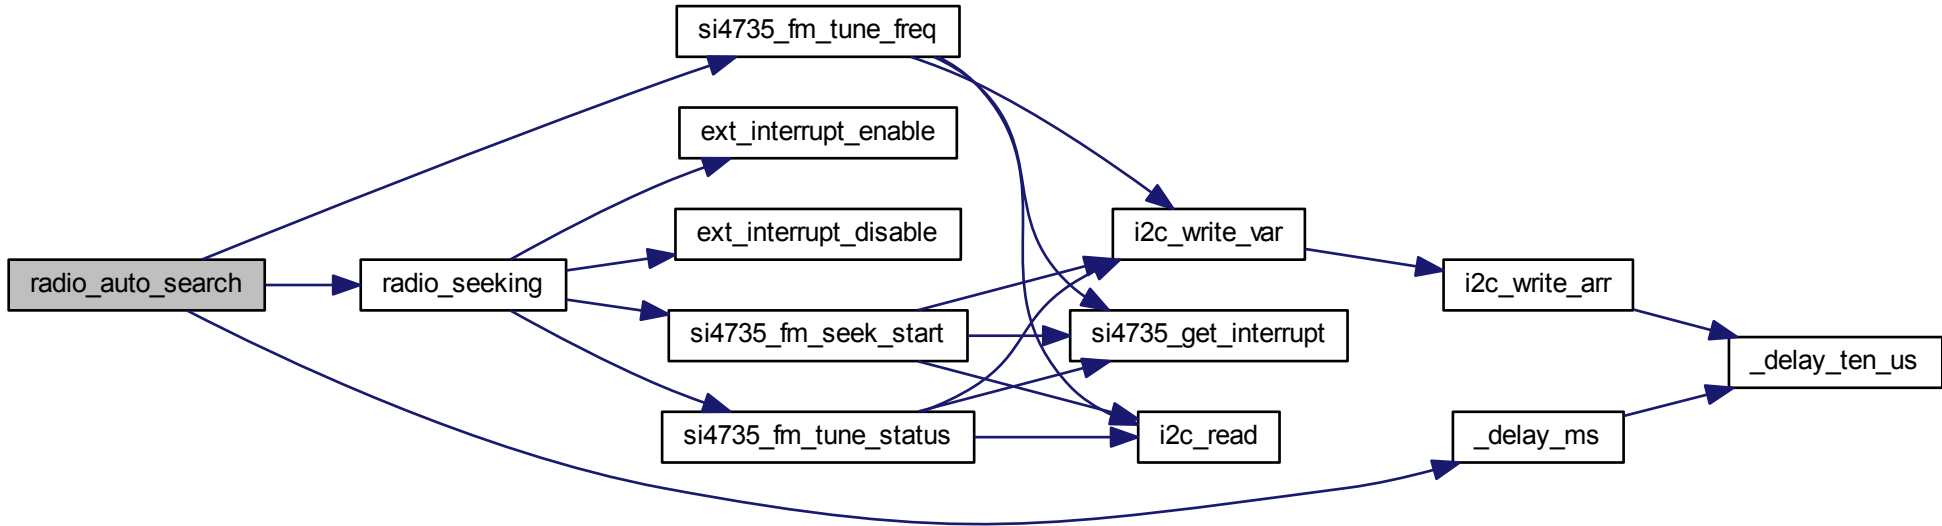 si4735_fm_tune_freq
ext_interrupt_enable
ext_interrupt_disable
i2c_write_var
radio_auto_search
radio_seeking
i2c_write_arr
si4735_fm_seek_start
si4735_get_interrupt
_delay_ten_us
si4735_fm_tune_status
i2c_read
_delay_ms